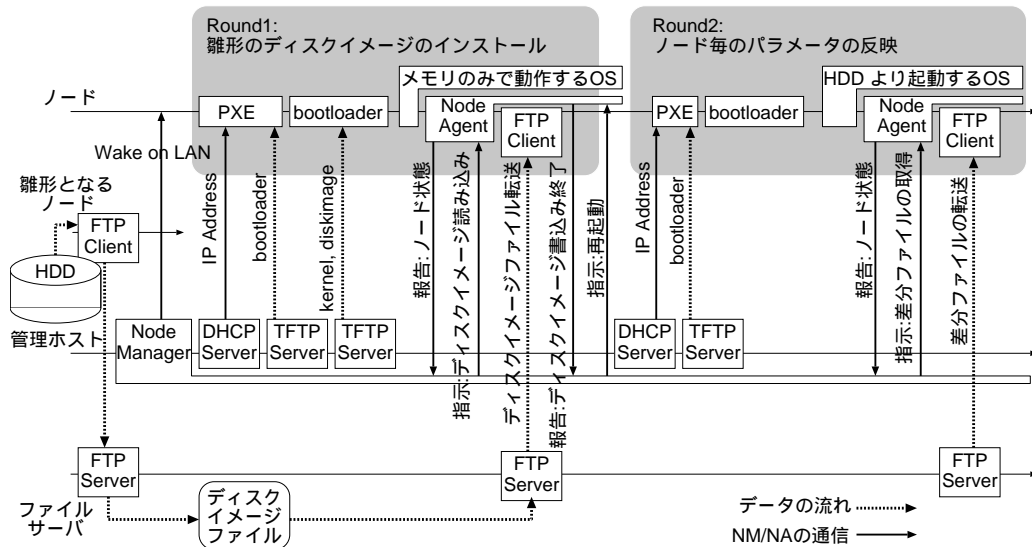 Round1:
雛形のディスクイメージのインストール
Round2:
ノード毎のパラメータの反映
メモリのみで動作するOS
HDD より起動するOS
ノード
PXE
bootloader
Node
Agent
FTP
Client
PXE
bootloader
Node
Agent
FTP
Client
Wake on LAN
IP Address
bootloader
kernel, diskimage
報告:ノード状態
指示:ディスクイメージ読み込み
ディスクイメージファイル転送
報告:ディスクイメージ書込み終了
指示:再起動
IP Address
bootloader
報告:ノード状態
指示:差分ファイルの取得
差分ファイルの転送
雛形となる
ノード
FTP
Client
HDD
管理ホスト
Node
Manager
DHCP
Server
TFTP
Server
TFTP
Server
DHCP
Server
TFTP
Server
FTP
Server
FTP
Server
FTP
Server
ファイル
サーバ
ディスク
イメージ
ファイル
データの流れ
NM/NAの通信